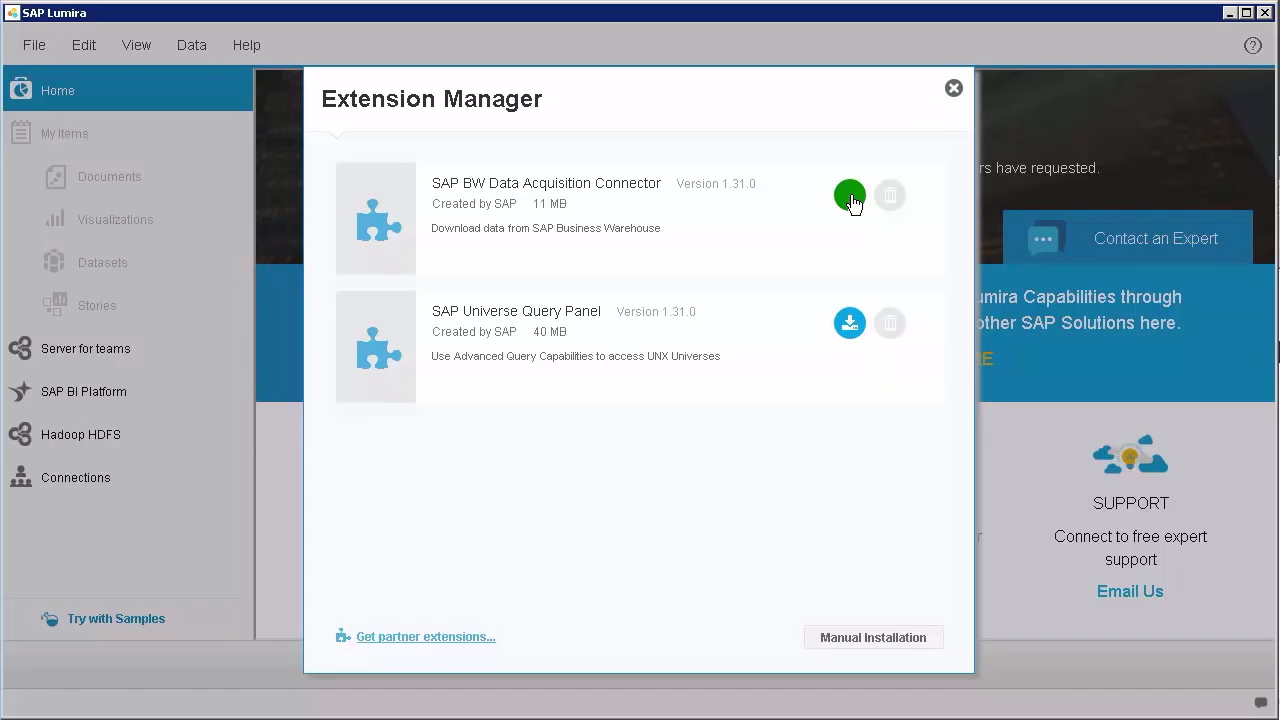 SAP Lumira
File Edit View Data Help
Home
My Items
Documents
Visualizations
Datasets
Stories
Server for teams
SAP BI Platform
Hadoop HDFS
Connections
Try with Samples
Extension Manager
SAP BW Data Acquisition Connector Version 1.31.0
Created by SAP 11 MB
Download data from SAP Business Warehouse
SAP Universe Query Panel Version 1.31.0
Created by SAP 40 MB
Use Advanced Query Capabilities to access UNX Universes
Get partner extensions...
Manual Installation
rs have requested.
Contact an Expert
umira Capabilities through
other SAP Solutions here.
E
SUPPORT
Connect to free expert
support
Email Us